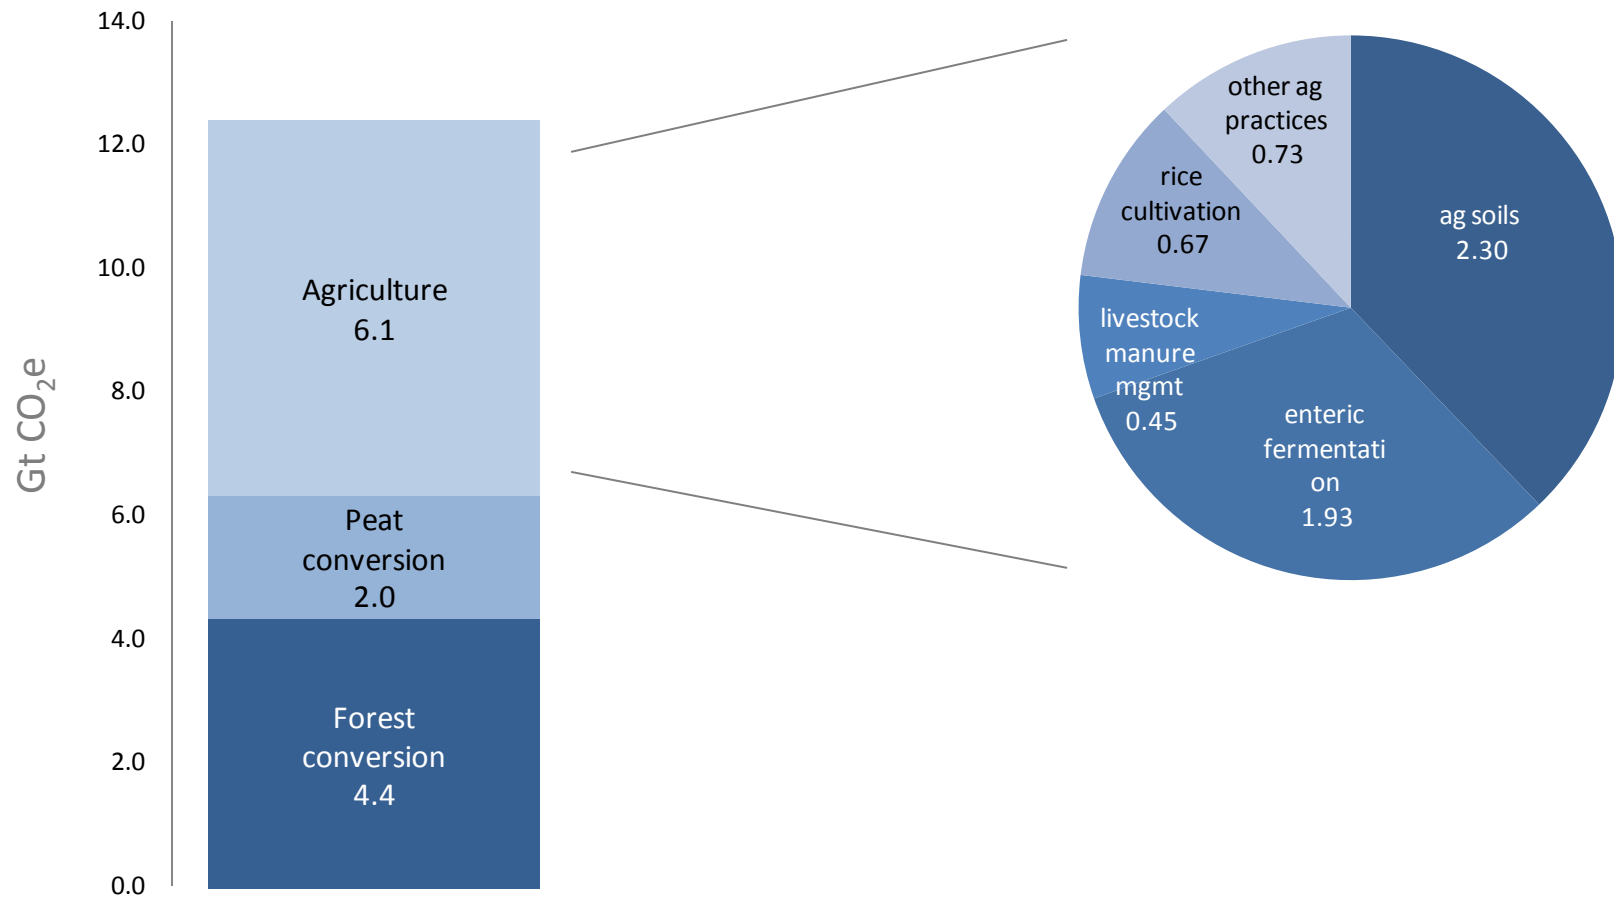 14.0
12.0
10.0
8.0
6.0
4.0
2.0
0.0
Gt CO₂e
Agriculture
6.1
Peat
conversion
2.0
Forest
conversion
4.4
other ag
practices
0.73
rice
cultivation
0.67
livestock
manure
mgmt
0.45
enteric
fermentati
on
1.93
ag soils
2.30